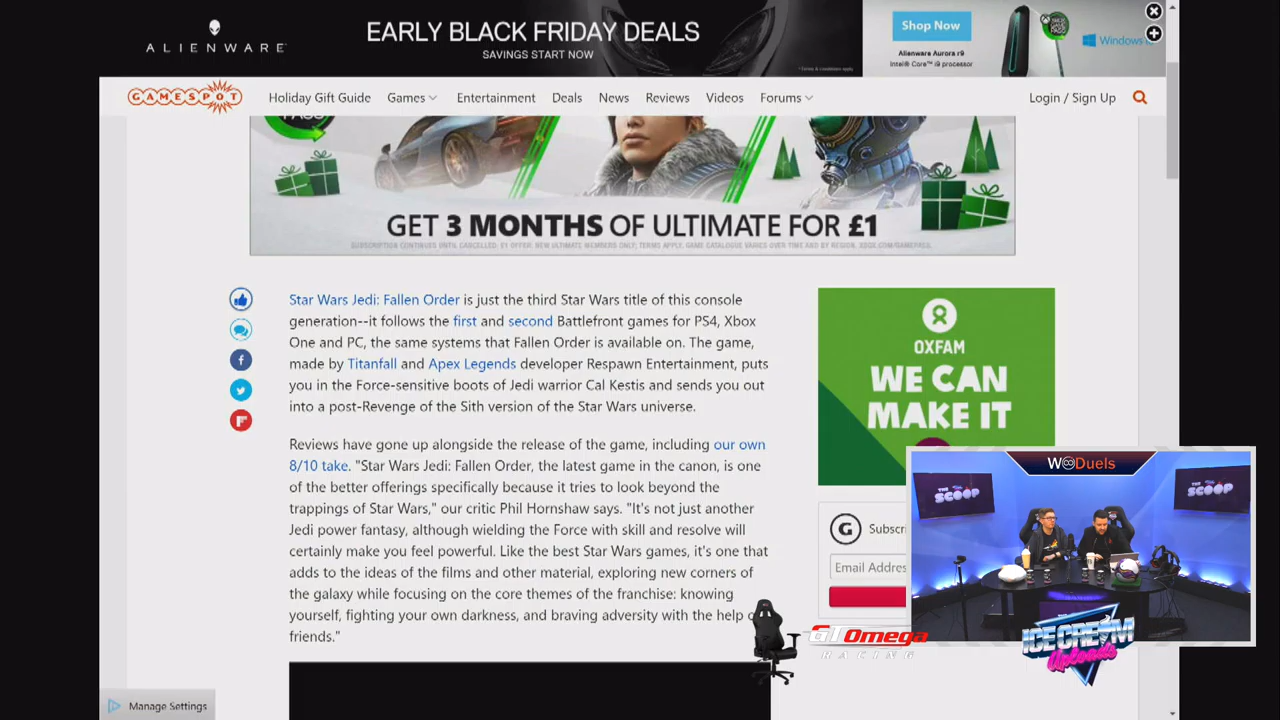 ALIENWARE
EARLY BLACK FRIDAY DEALS
SAVINGS START NOW
Shop Now
Alienware Aurora r9
Intel® Core™ i9 processor
GAMESPOT
Holiday Gift Guide
Games
Entertainment
Deals
News
Reviews
Videos
Forums
Login / Sign Up
GET 3 MONTHS OF ULTIMATE FOR £1
Star Wars Jedi: Fallen Order is just the third Star Wars title of this console
generation--it follows the first and second Battlefront games for PS4, Xbox
One and PC, the same systems that Fallen Order is available on. The game,
made by Titanfall and Apex Legends developer Respawn Entertainment, puts
you in the Force-sensitive boots of Jedi warrior Cal Kestis and sends you out
into a post-Revenge of the Sith version of the Star Wars universe.
Reviews have gone up alongside the release of the game, including our own
8/10 take. "Star Wars Jedi: Fallen Order, the latest game in the canon, is one
of the better offerings specifically because it tries to look beyond the
trappings of Star Wars," our critic Phil Hornshaw says. "It's not just another
Jedi power fantasy, although wielding the Force with skill and resolve will
certainly make you feel powerful. Like the best Star Wars games, it's one that
adds to the ideas of the films and other material, exploring new corners of
the galaxy while focusing on the core themes of the franchise: knowing
yourself, fighting your own darkness, and braving adversity with the help
friends."
OXFAM
WE CAN
MAKE IT
Subscr
Email Addres
W∞Duels
THE SCOOP
THE SCOOP
GT Omega
RACING
ICE CREAM
Uploads
Manage Settings